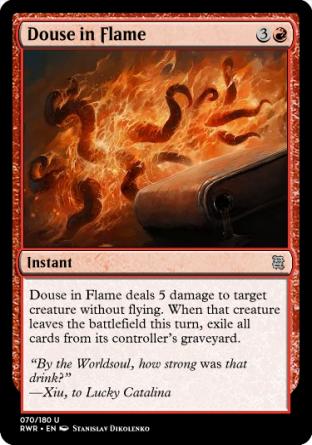 Douse in Flame 3
Instant
Douse in Flame deals 5 damage to target
creature without flying. When that creature
leaves the battlefield this turn, exile all
cards from its controller's graveyard.
“By the Worldsoul, how strong was that
drink?”
—Xiu, to Lucky Catalina
070/180 U
RWR • EN Stanislav Dikolenko